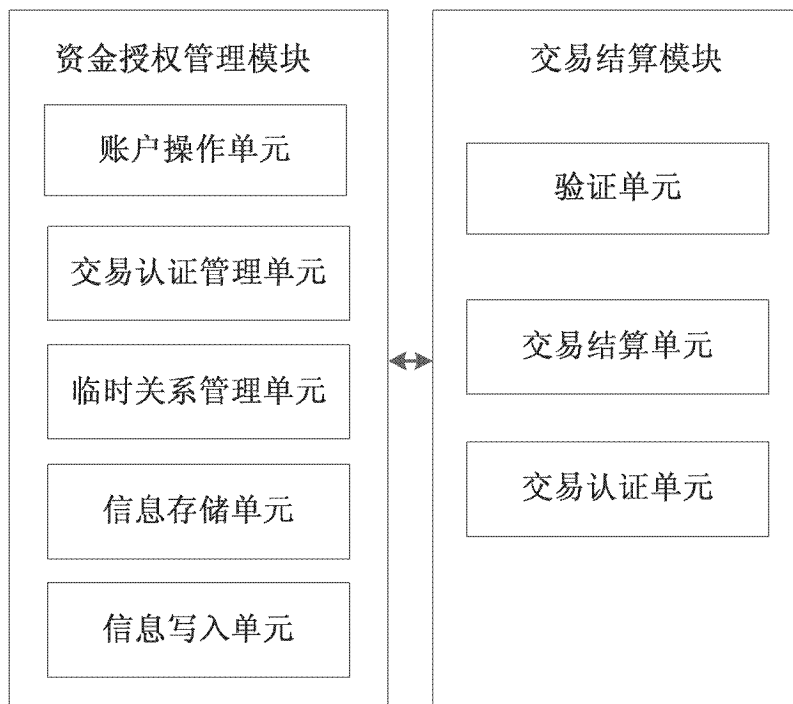 资金授权管理模块
账户操作单元
交易认证管理单元
临时关系管理单元
信息存储单元
信息写入单元
交易结算模块
验证单元
交易结算单元
交易认证单元